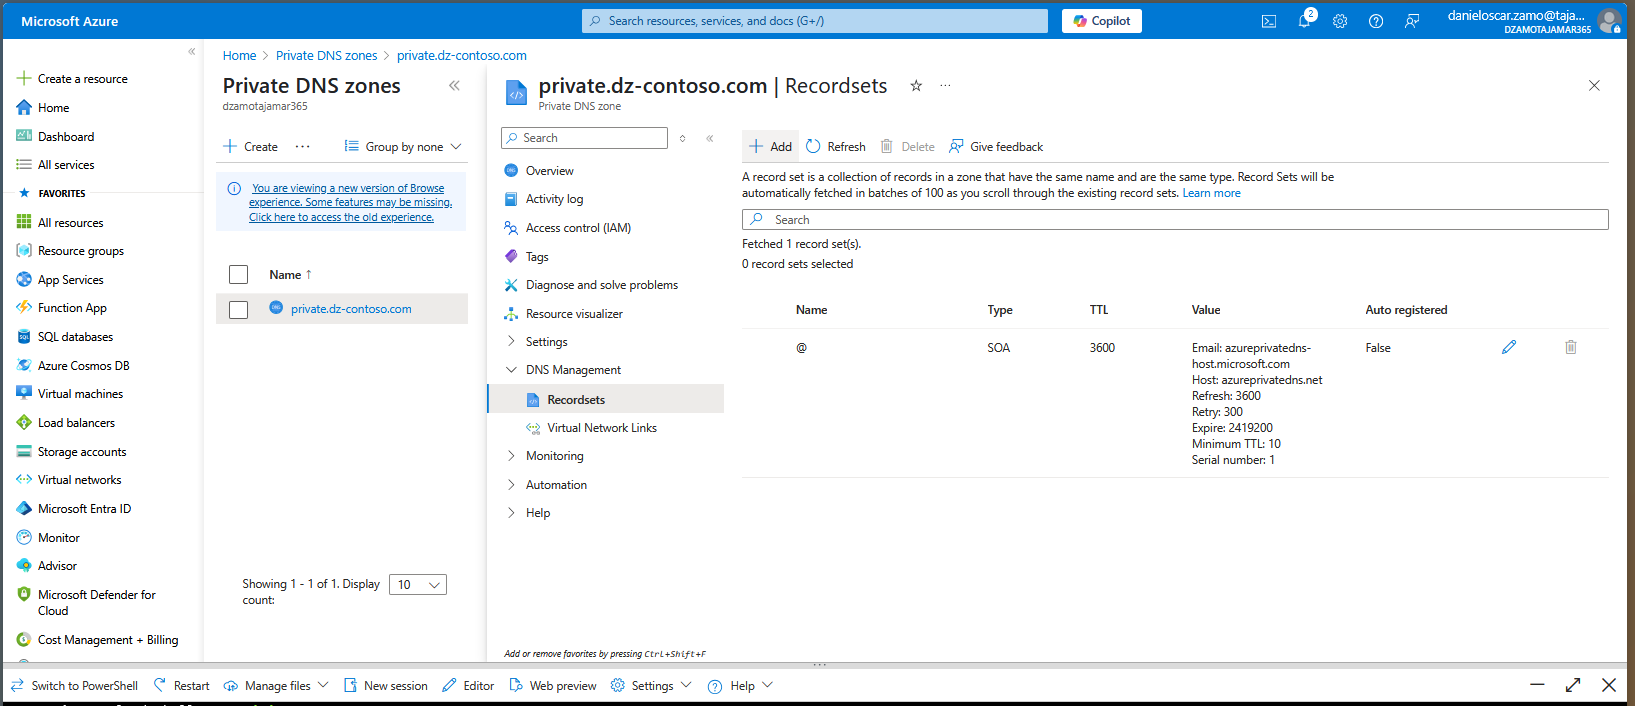 Microsoft Azure
Search resources, services, and docs (G+/)
Copilot
2
danieloscar.zamo@taja...
DZAMOTAJAMAR365
Create a resource
Home
Dashboard
All services
FAVORITES
All resources
Resource groups
App Services
Function App
SQL databases
Azure Cosmos DB
Virtual machines
Load balancers
Storage accounts
Virtual networks
Microsoft Entra ID
Monitor
Advisor
Microsoft Defender for
Cloud
Cost Management + Billing
Home > Private DNS zones > private.dz-contoso.com
Private DNS zones
dzamotajamar365
Create
Group by none
You are viewing a new version of Browse
experience. Some features may be missing.
Click here to access the old experience.
Name ↑
private.dz-contoso.com
Showing 1 - 1 of 1. Display
count:
10
private.dz-contoso.com | Recordsets
Private DNS zone
Search
Overview
Activity log
Access control (IAM)
Tags
Diagnose and solve problems
Resource visualizer
Settings
DNS Management
Recordsets
Virtual Network Links
Monitoring
Automation
Help
Add or remove favorites by pressing Ctrl+Shift+F
Add
Refresh
Delete
Give feedback
A record set is a collection of records in a zone that have the same name and are the same type. Record Sets will be
automatically fetched in batches of 100 as you scroll through the existing record sets. Learn more
Search
Fetched 1 record set(s).
0 record sets selected
Name Type TTL Value Auto registered
@ SOA 3600 Email: azureprivatedns- False
host.microsoft.com
Host: azureprivatedns.net
Refresh: 3600
Retry: 300
Expire: 2419200
Minimum TTL: 10
Serial number: 1
Switch to PowerShell
Restart
Manage files
New session
Editor
Web preview
Settings
Help